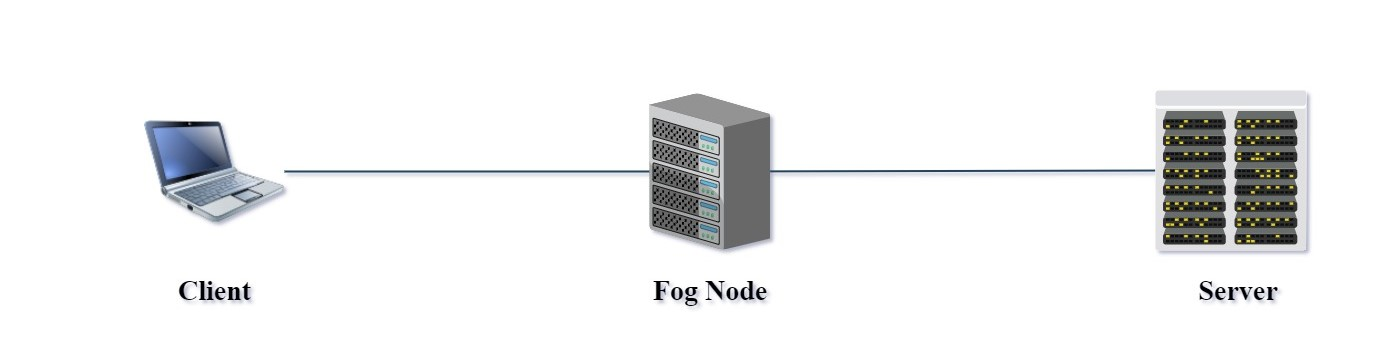 Client
Fog Node
Server